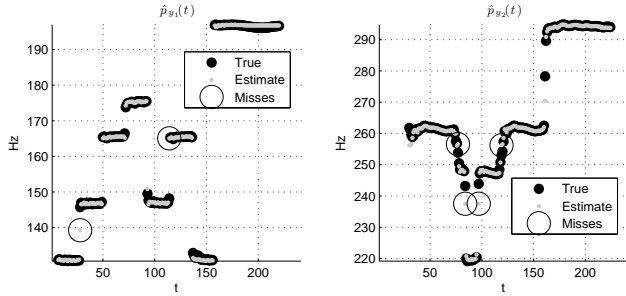 p̂y₁(t)
190
180
170
160
150
140
Hz
50
100
150
200
t
True
Estimate
Misses
p̂y₂(t)
290
280
270
260
250
240
230
220
Hz
50
100
150
200
t
True
Estimate
Misses